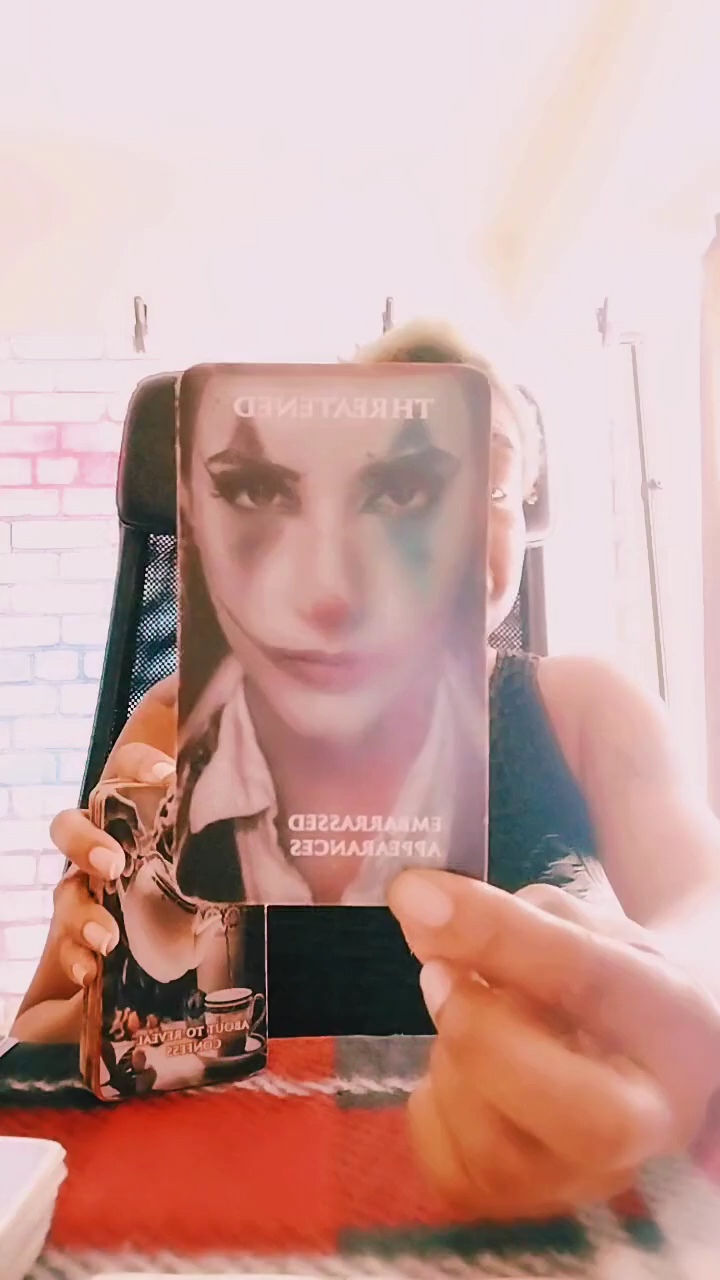 THREATENED
EMBARRASSED
APPEARANCES
ABOUT TO REVEAL
CONFESS